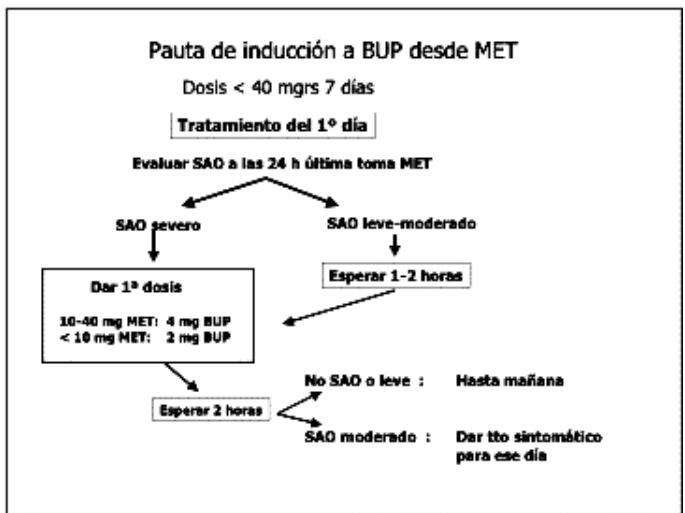 Pauta de inducción a BUP desde MET
Dosis < 40 mgrs 7 días
Tratamiento del 1º día
Evaluar SAO a las 24 h última toma MET
SAO severo
SAO leve-moderado
Dar 1ª dosis
10-40 mg MET: 4 mg BUP
< 10 mg MET: 2 mg BUP
Esperar 1-2 horas
Esperar 2 horas
No SAO o leve : Hasta mañana
SAO moderado : Dar tto sintomático
para ese día